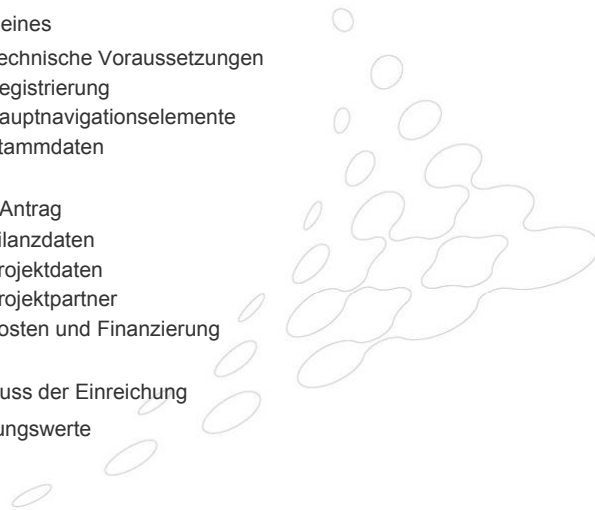 eines
echnische Voraussetzungen
egistrierung
auptnavigationselemente
tammdaten
Antrag
ilanzdaten
rojektdaten
rojektpartner
osten und Finanzierung
uss der Einreichung
ungswerte